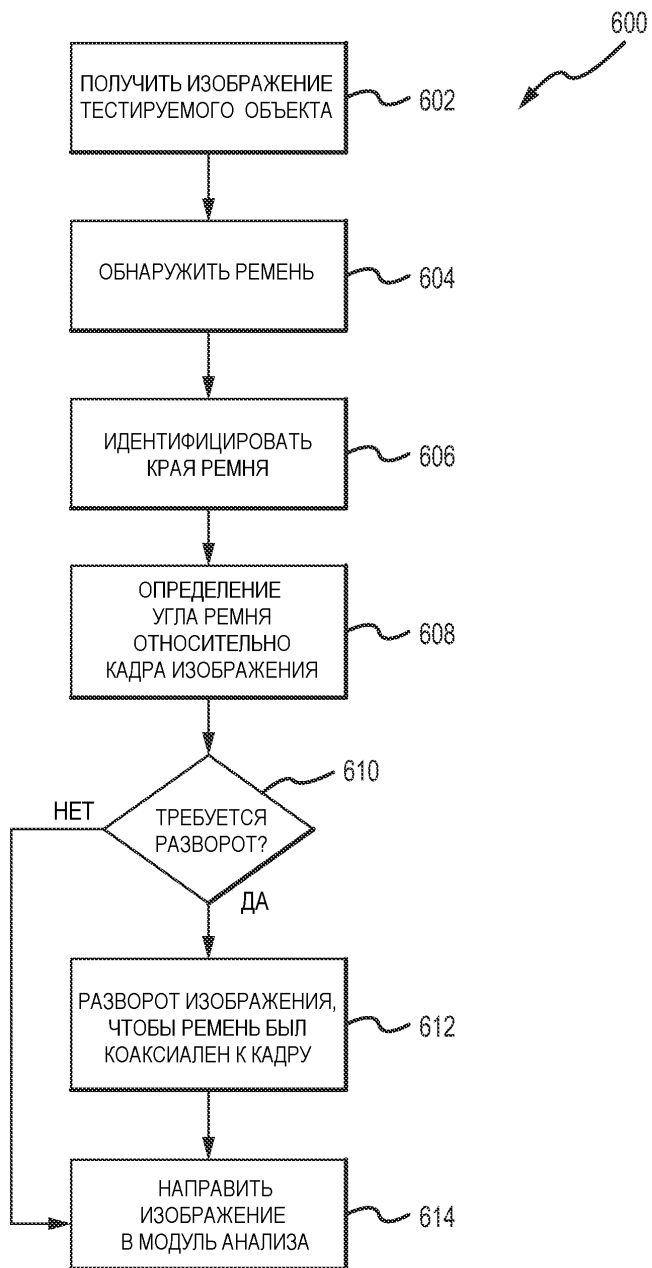 600
ПОЛУЧИТЬ ИЗОБРАЖЕНИЕ
ТЕСТИРУЕМОГО ОБЪЕКТА
602
ОБНАРУЖИТЬ РЕМЕНЬ
604
ИДЕНТИФИЦИРОВАТЬ
КРАЯ РЕМНЯ
606
ОПРЕДЕЛЕНИЕ
УГЛА РЕМНЯ
ОТНОСИТЕЛЬНО
КАДРА ИЗОБРАЖЕНИЯ
608
610
НЕТ
ТРЕБУЕТСЯ
РАЗВОРОТ?
ДА
РАЗВОРОТ ИЗОБРАЖЕНИЯ,
ЧТОБЫ РЕМЕНЬ БЫЛ
КОАКСИАЛЕН К КАДРУ
612
НАПРАВИТЬ
ИЗОБРАЖЕНИЕ
В МОДУЛЬ АНАЛИЗА
614